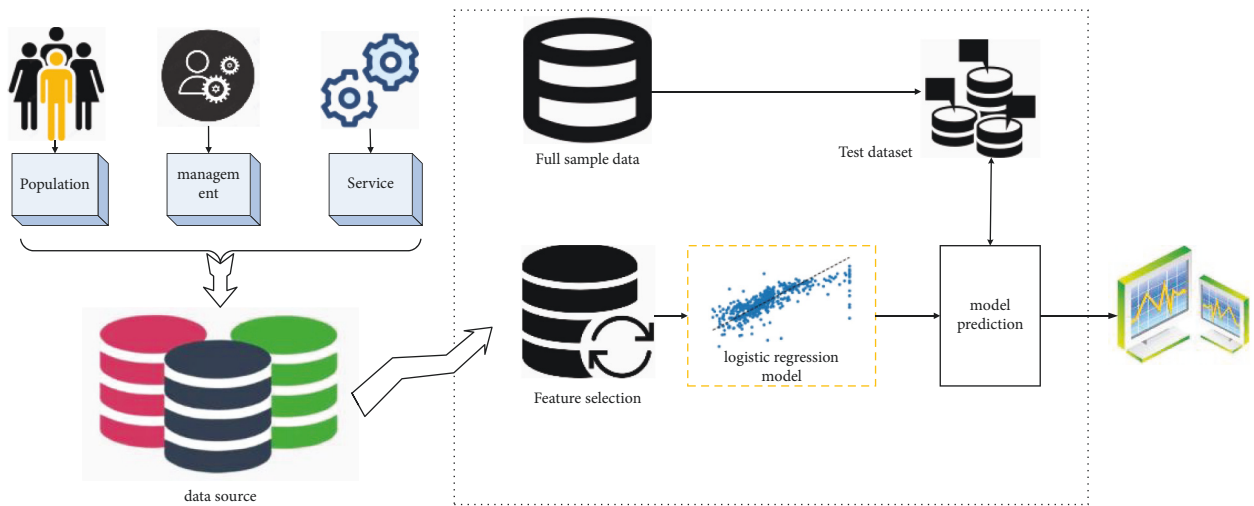 Population
managem
ent
Service
data source
Full sample data
Test dataset
Feature selection
logistic regression
model
model
prediction